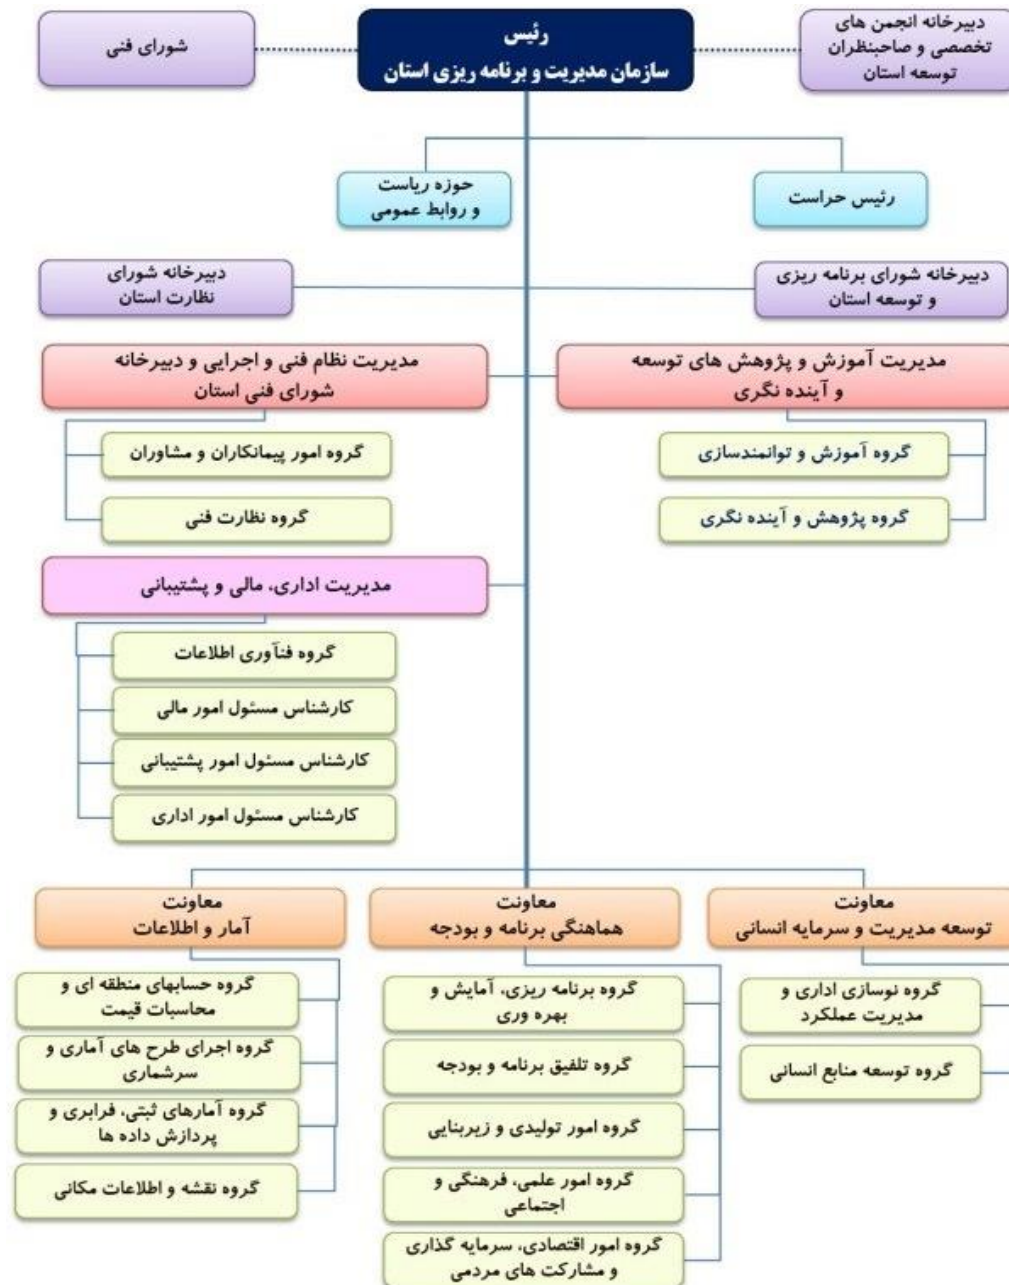 دبیرخانه انجمن های
تخصصی و صاحبنظران
توسعه استان
رئیس
سازمان مدیریت و برنامه ریزی استان
شورای فنی
رئیس حراست
حوزه ریاست
و روابط عمومی
دبیرخانه شورای برنامه ریزی
و توسعه استان
دبیرخانه شورای
نظارت استان
مدیریت آموزش و پژوهش های توسعه
و آینده نگری
گروه آموزش و توانمندسازی
گروه پژوهش و آینده نگری
مدیریت نظام فنی و اجرایی و دبیرخانه
شورای فنی استان
گروه امور پیمانکاران و مشاوران
گروه نظارت فنی
مدیریت اداری، مالی و پشتیبانی
گروه فنآوری اطلاعات
کارشناس مسئول امور مالی
کارشناس مسئول امور پشتیبانی
کارشناس مسئول امور اداری
معاونت
توسعه مدیریت و سرمایه انسانی
گروه نوسازی اداری و
مدیریت عملکرد
گروه توسعه منابع انسانی
معاونت
هماهنگی برنامه و بودجه
گروه برنامه ریزی، آمایش و
بهره وری
گروه تلفیق برنامه و بودجه
گروه امور تولیدی و زیربنایی
گروه امور علمی، فرهنگی و
اجتماعی
گروه امور اقتصادی، سرمایه گذاری
و مشارکت های مردمی
معاونت
آمار و اطلاعات
گروه حسابهای منطقه ای و
محاسبات قیمت
گروه اجرای طرح های آماری و
سرشماری
گروه آمارهای ثبتی، فرابری و
پردازش داده ها
گروه نقشه و اطلاعات مکانی